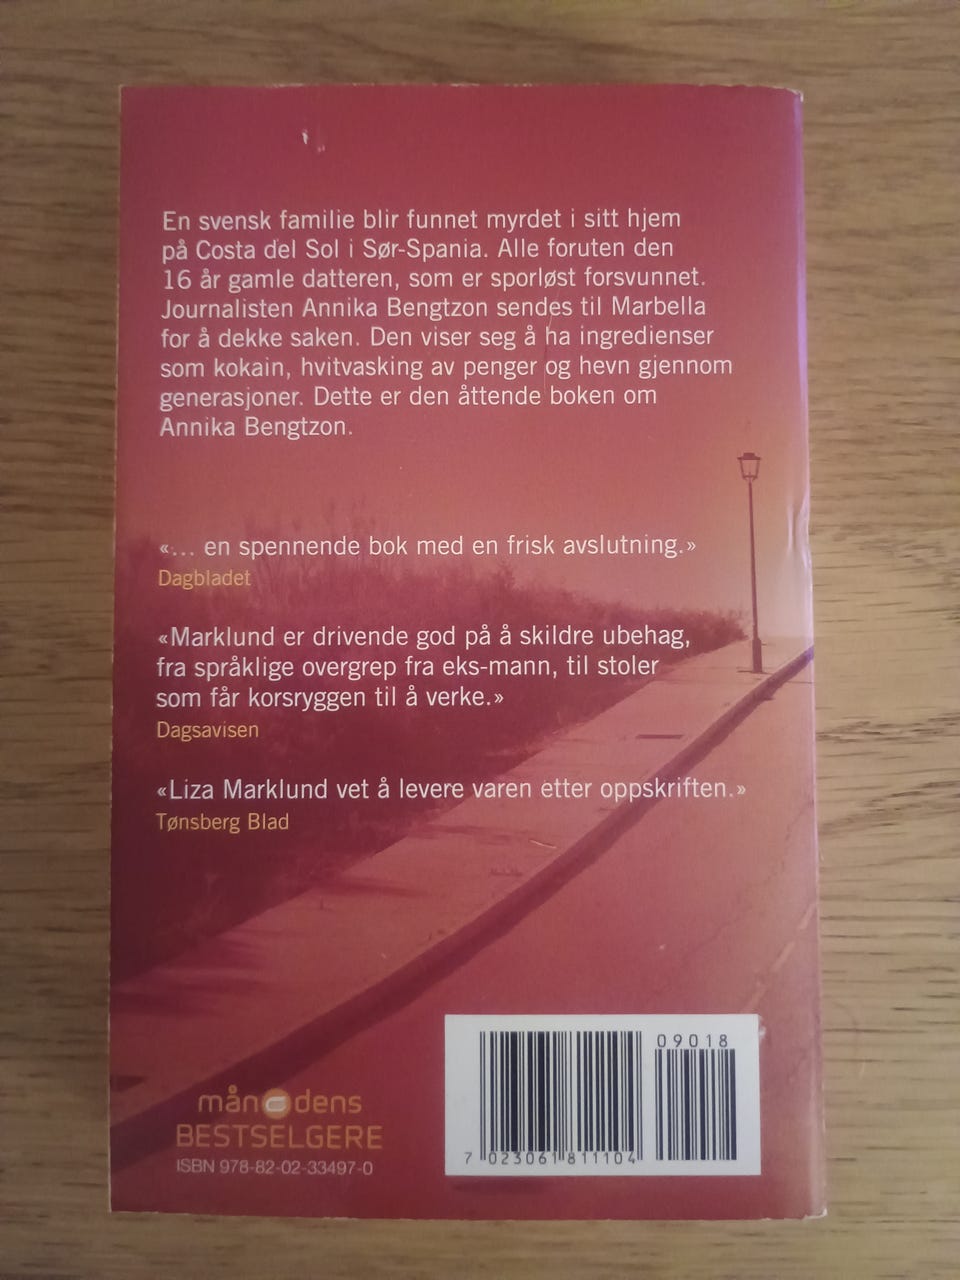 En svensk familie blir funnet myrdet i sitt hjem
på Costa del Sol i Sør-Spania. Alle foruten den
16 år gamle datteren, som er sporløst forsvunnet.
Journalisten Annika Bengtzon sendes til Marbella
for å dekke saken. Den viser seg å ha ingredienser
som kokain, hvitvasking av penger og hevn gjennom
generasjoner. Dette er den åttende boken om
Annika Bengtzon.
«... en spennende bok med en frisk avslutning.»
Dagbladet
«Marklund er drivende god på å skildre ubehag,
fra språklige overgrep fra eks-mann, til stoler
som får korsryggen til å verke.»
Dagsavisen
«Liza Marklund vet å levere varen etter oppskriften.»
Tønsberg Blad
månedens
BESTSELGERE
ISBN 978-82-02-33497-0
09018
7 023061 811104